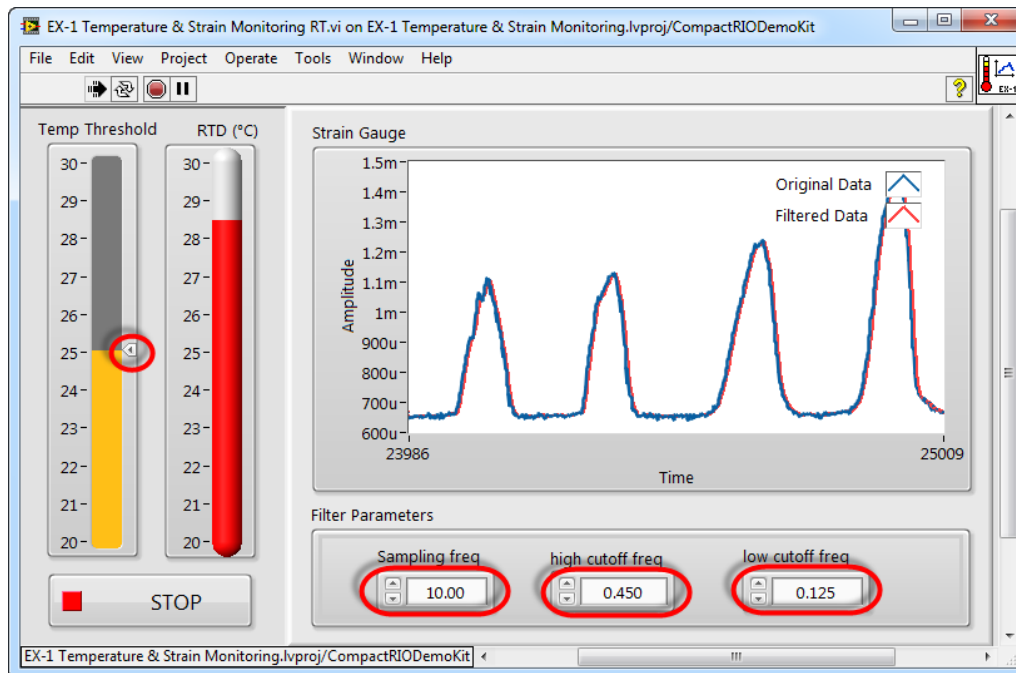 EX-1 Temperature & Strain Monitoring RT.vi on EX-1 Temperature & Strain Monitoring.lvproj/CompactRIODemoKit
File Edit View Project Operate Tools Window Help
?
EX-1
Temp Threshold
30
29
28
27
26
25
24
23
22
21
20
RTD (°C)
30
29
28
27
26
25
24
23
22
21
20
STOP
Strain Gauge
Original Data
Filtered Data
Amplitude
1.5m
1.4m
1.3m
1.2m
1.1m
1m
900u
800u
700u
600u
23986 25009
Time
Filter Parameters
Sampling freq high cutoff freq low cutoff freq
10.00 0.450 0.125
EX-1 Temperature & Strain Monitoring.lvproj/CompactRIODemoKit